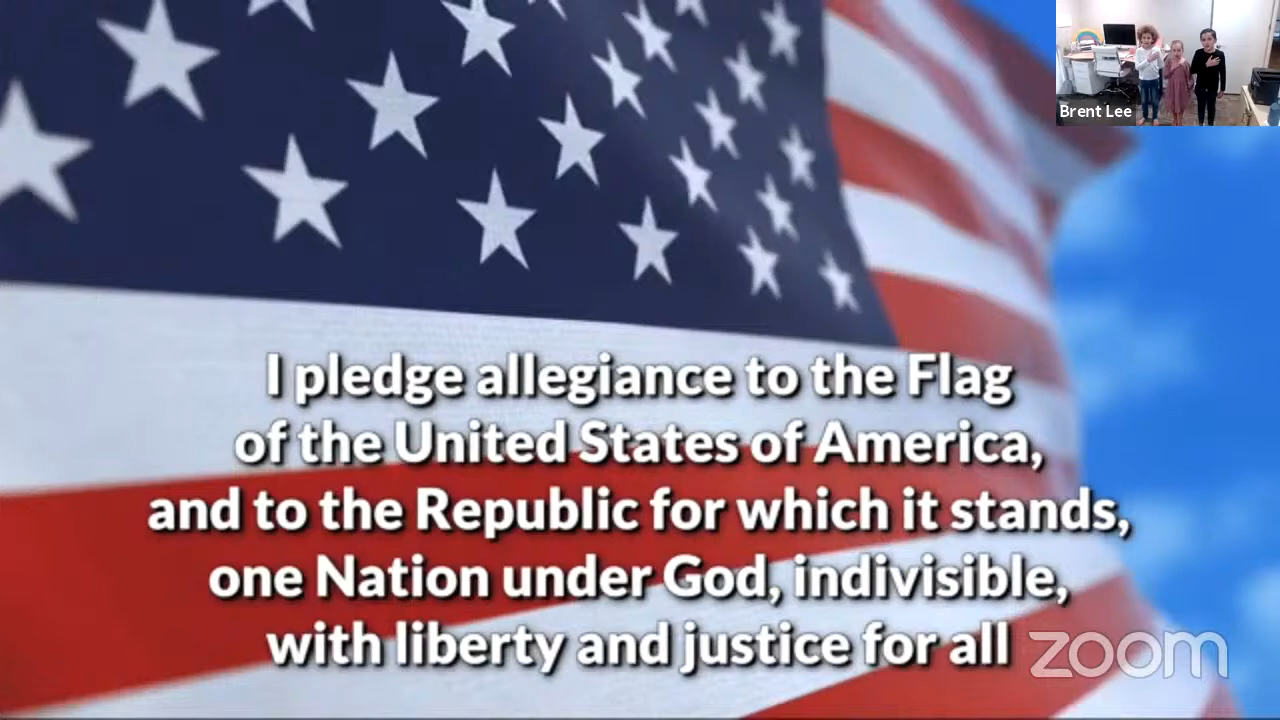 Brent Lee
I pledge allegiance to the Flag
of the United States of America,
and to the Republic for which it stands,
one Nation under God, indivisible,
with liberty and justice for all
zoom